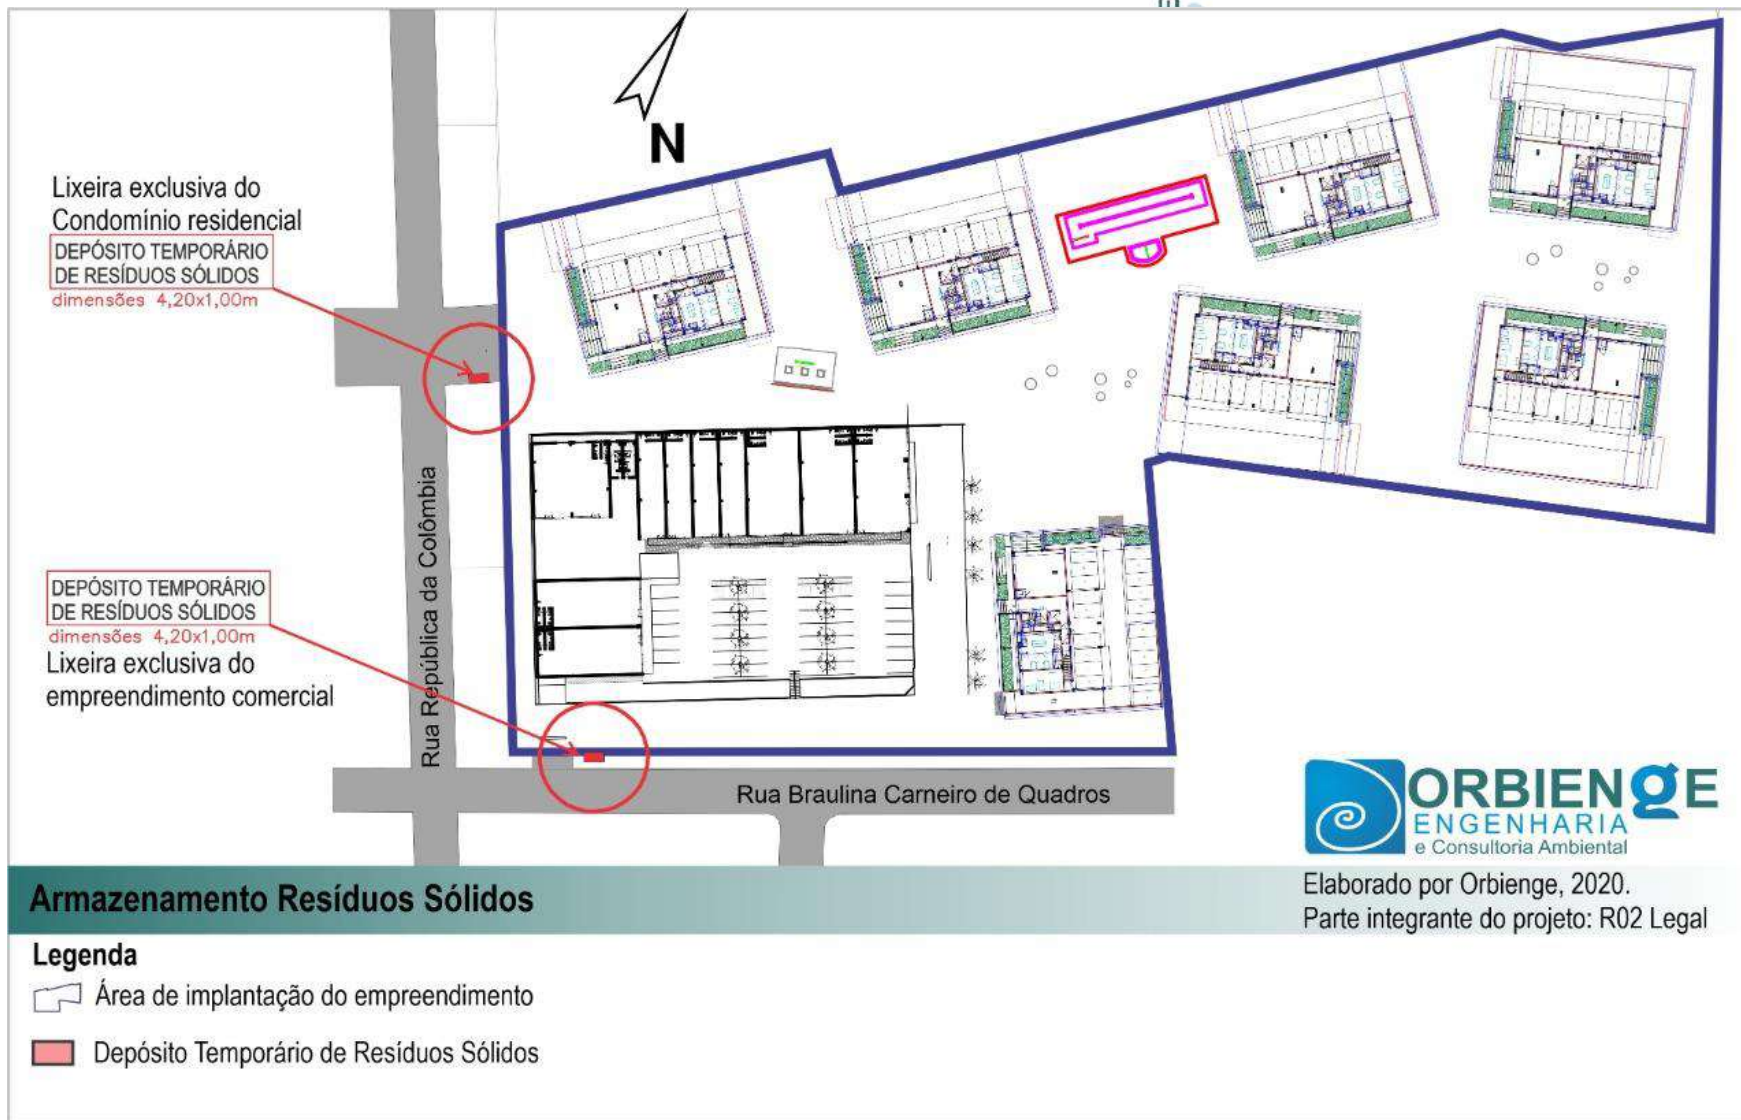 N
Lixeira exclusiva do
Condomínio residencial
DEPÓSITO TEMPORÁRIO
DE RESÍDUOS SÓLIDOS
dimensões 4,20x1,00m
Rua República da Colômbia
DEPÓSITO TEMPORÁRIO
DE RESÍDUOS SÓLIDOS
dimensões 4,20x1,00m
Lixeira exclusiva do
empreendimento comercial
Rua Braulina Carneiro de Quadros
ORBIENGE
ENGENHARIA
e Consultoria Ambiental
Armazenamento Resíduos Sólidos
Elaborado por Orbienge, 2020.
Parte integrante do projeto: R02 Legal
Legenda
Área de implantação do empreendimento
Depósito Temporário de Resíduos Sólidos